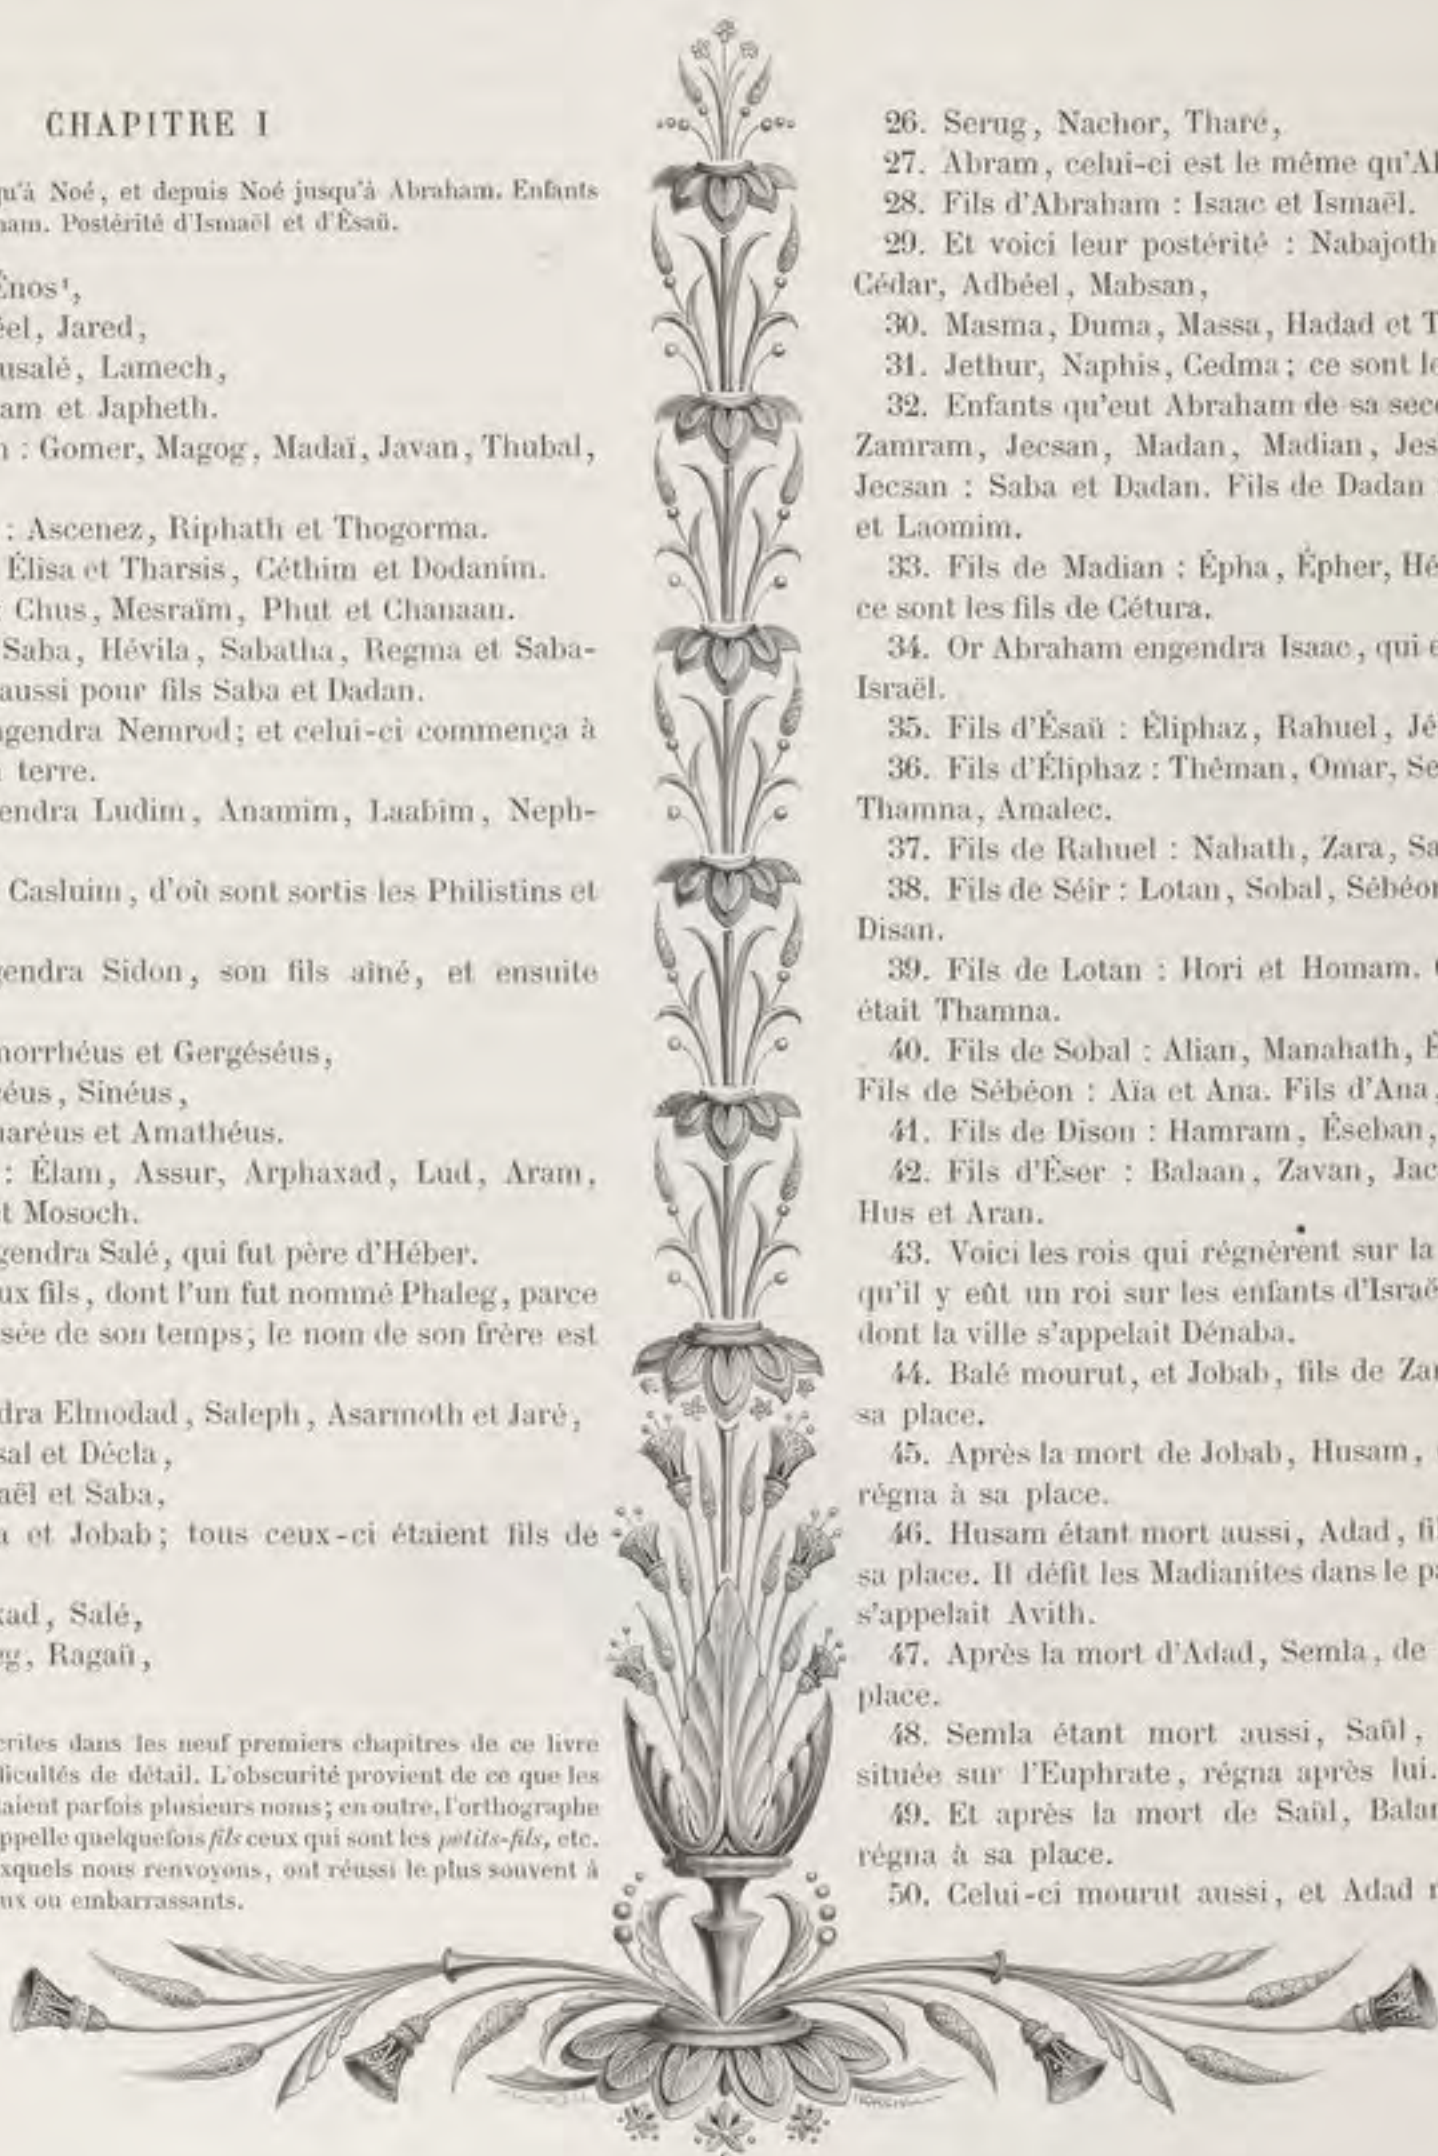 CHAPITRE I
qu'à Noé, et depuis Noé jusqu'à Abraham. Enfants
ham. Postérité d'Ismaël et d'Ésaü.
Énos¹,
éel, Jared,
usalé, Lamech,
am et Japheth.
: Gomer, Magog, Madaï, Javan, Thubal,
: Ascenez, Riphath et Thogorma.
Élisa et Tharsis, Céthim et Dodanim.
Chus, Mesraïm, Phut et Chanaan.
Saba, Hévila, Sabatha, Regma et Saba-
aussi pour fils Saba et Dadan.
ngendra Nemrod; et celui-ci commença à
terre.
endra Ludim, Anamim, Laabim, Neph-
Casluim, d'où sont sortis les Philistins et
gendra Sidon, son fils aîné, et ensuite
morrhéus et Gergéséus,
céus, Sinéus,
haréus et Amathéus.
: Élam, Assur, Arphaxad, Lud, Aram,
t Mosoch.
gendra Salé, qui fut père d'Héber.
ux fils, dont l'un fut nommé Phaleg, parce
sée de son temps; le nom de son frère est
dra Elmodad, Saleph, Asarmoth et Jaré,
sal et Décla,
aël et Saba,
a et Jobab; tous ceux-ci étaient fils de
xad, Salé,
eg, Ragaü,
crites dans les neuf premiers chapitres de ce livre
ficultés de détail. L'obscurité provient de ce que les
taient parfois plusieurs noms; en outre, l'orthographe
appelle quelquefois fils ceux qui sont les petits-fils, etc.
xquels nous renvoyons, ont réussi le plus souvent à
ux ou embarrassants.
26. Serug, Nachor, Tharé,
27. Abram, celui-ci est le même qu'A
28. Fils d'Abraham : Isaac et Ismaël.
29. Et voici leur postérité : Nabajoth
Cédar, Adbéel, Mabsan,
30. Masma, Duma, Massa, Hadad et T
31. Jethur, Naphis, Cedma; ce sont le
32. Enfants qu'eut Abraham de sa seco
Zamram, Jecsan, Madan, Madian, Jes
Jecsan : Saba et Dadan. Fils de Dadan
et Laomim.
33. Fils de Madian : Épha, Épher, Hé
ce sont les fils de Cétura.
34. Or Abraham engendra Isaac, qui e
Israël.
35. Fils d'Ésaü : Éliphaz, Rahuel, Jé
36. Fils d'Éliphaz : Théman, Omar, Se
Thamna, Amalec.
37. Fils de Rahuel : Nahath, Zara, Sa
38. Fils de Séir : Lotan, Sobal, Sébéon
Disan.
39. Fils de Lotan : Hori et Homam.
était Thamna.
40. Fils de Sobal : Alian, Manahath, É
Fils de Sébéon : Aïa et Ana. Fils d'Ana,
41. Fils de Dison : Hamram, Éseban,
42. Fils d'Éser : Balaan, Zavan, Jac
Hus et Aran.
43. Voici les rois qui régnèrent sur la
qu'il y eût un roi sur les enfants d'Israë
dont la ville s'appelait Dénaba.
44. Balé mourut, et Jobab, fils de Zar
sa place.
45. Après la mort de Jobab, Husam,
régna à sa place.
46. Husam étant mort aussi, Adad, fi
sa place. Il défit les Madianites dans le pa
s'appelait Avith.
47. Après la mort d'Adad, Semla, de
place.
48. Semla étant mort aussi, Saül,
située sur l'Euphrate, régna après lui.
49. Et après la mort de Saül, Balan
régna à sa place.
50. Celui-ci mourut aussi, et Adad r